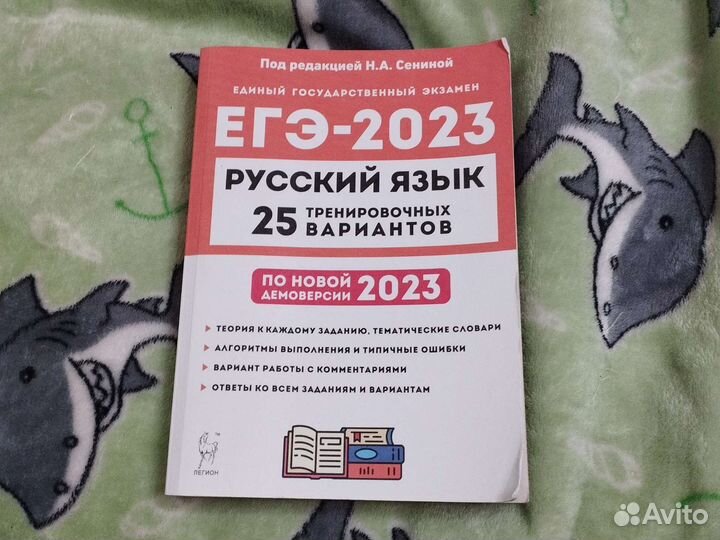 Под редакцией Н.А. Сениной
ЕДИНЫЙ ГОСУДАРСТВЕННЫЙ ЭКЗАМЕН
ЕГЭ-2023
РУССКИЙ ЯЗЫК
25 ТРЕНИРОВОЧНЫХ
ВАРИАНТОВ
ПО НОВОЙ
ДЕМОВЕРСИИ 2023
ТЕОРИЯ К КАЖДОМУ ЗАДАНИЮ, ТЕМАТИЧЕСКИЕ СЛОВАРИ
АЛГОРИТМЫ ВЫПОЛНЕНИЯ И ТИПИЧНЫЕ ОШИБКИ
ВАРИАНТ РАБОТЫ С КОММЕНТАРИЯМИ
ОТВЕТЫ КО ВСЕМ ЗАДАНИЯМ И ВАРИАНТАМ
ЛЕГИОН
Avito